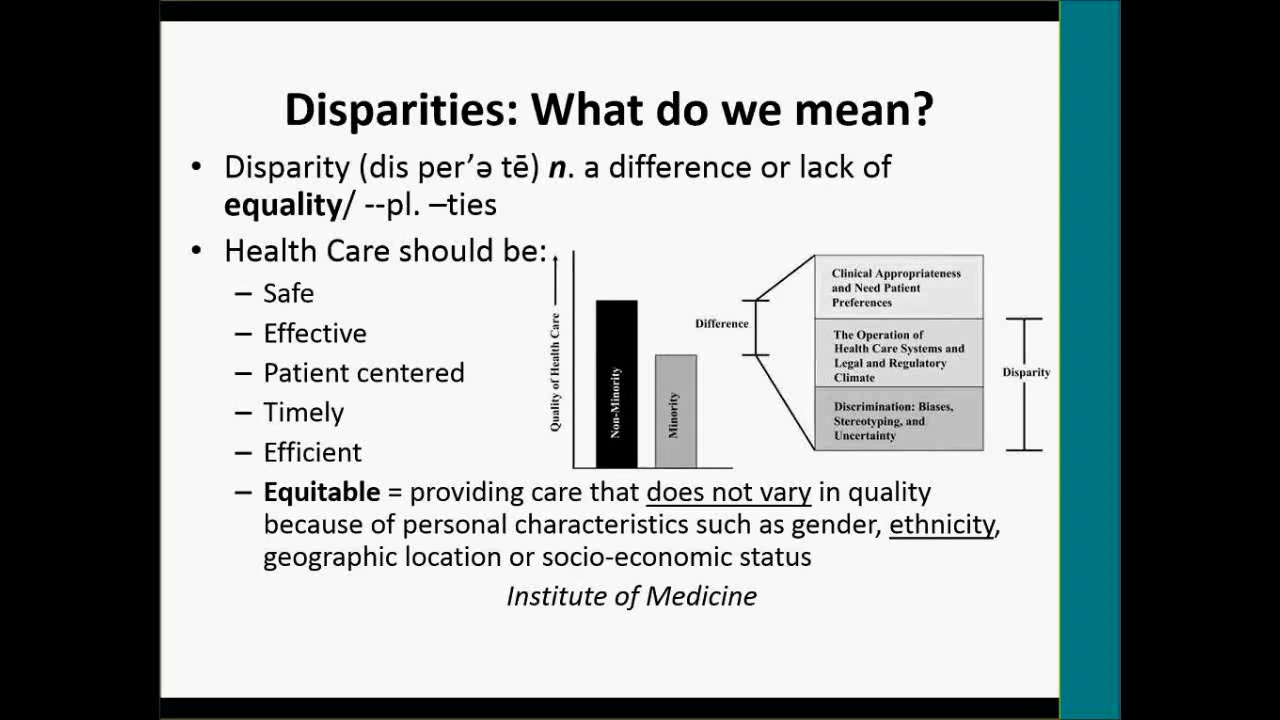 Disparities: What do we mean?
• Disparity (dis per’ə tē) n. a difference or lack of
equality/ --pl. –ties
• Health Care should be:
– Safe
– Effective
– Patient centered
– Timely
– Efficient
– Equitable = providing care that does not vary in quality
because of personal characteristics such as gender, ethnicity,
geographic location or socio-economic status
Institute of Medicine
Quality of Health Care
Non-Minority
Minority
Difference
Clinical Appropriateness
and Need Patient
Preferences
The Operation of
Health Care Systems and
Legal and Regulatory
Climate
Discrimination: Biases,
Stereotyping, and
Uncertainty
Disparity